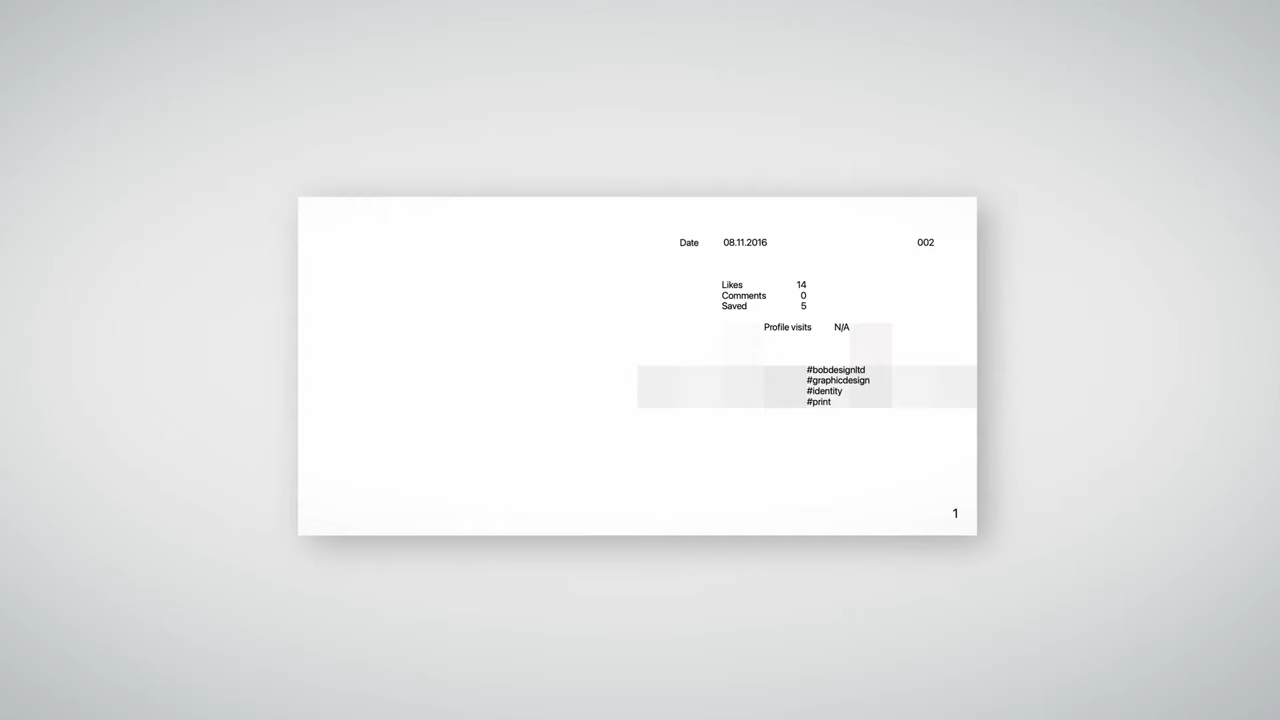 Date 08.11.2016 002
Likes 14
Comments 0
Saved 5
Profile visits N/A
#bobdesignltd
#graphicdesign
#identity
#print
1